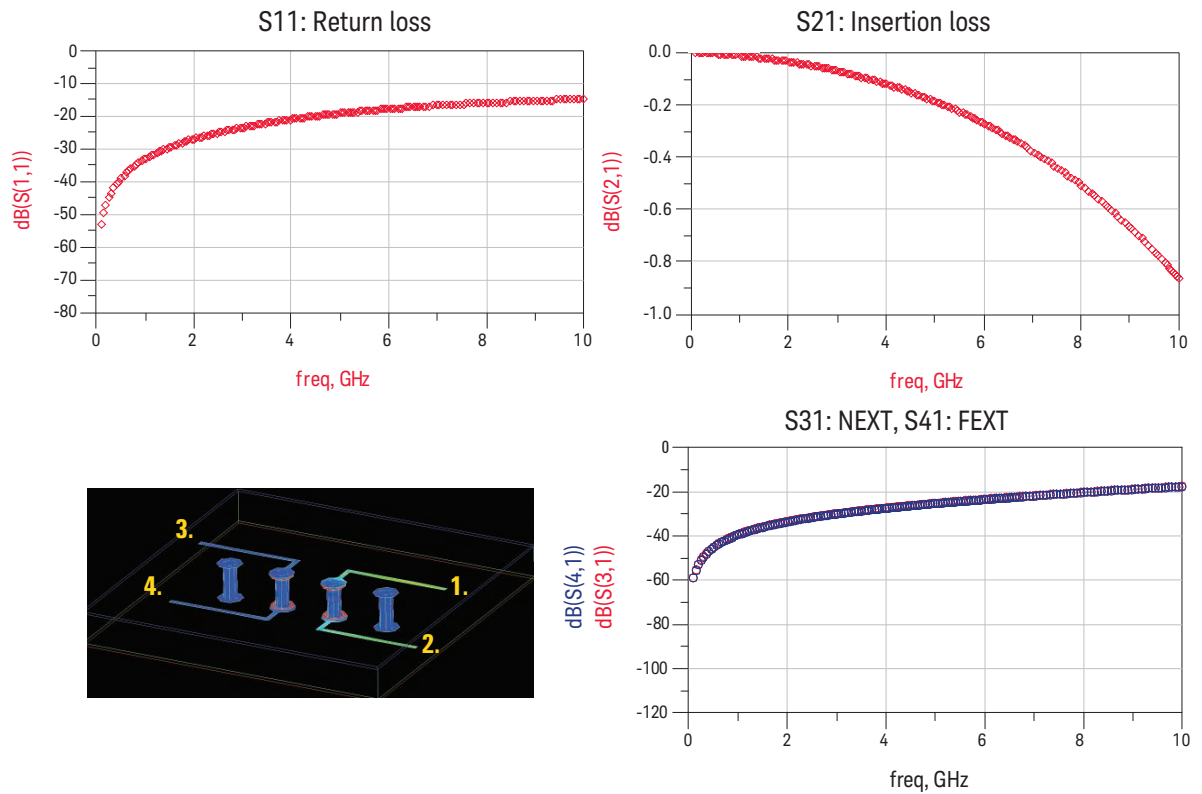 S11: Return loss
0
-10
-20
-30
-40
-50
-60
-70
-80
dB(S(1,1))
0 2 4 6 8 10
freq, GHz
S21: Insertion loss
0.0
-0.2
-0.4
-0.6
-0.8
-1.0
dB(S(2,1))
0 2 4 6 8 10
freq, GHz
3.
4.
1.
2.
S31: NEXT, S41: FEXT
0
-20
-40
-60
-80
-100
-120
dB(S(4,1))
dB(S(3,1))
0 2 4 6 8 10
freq, GHz